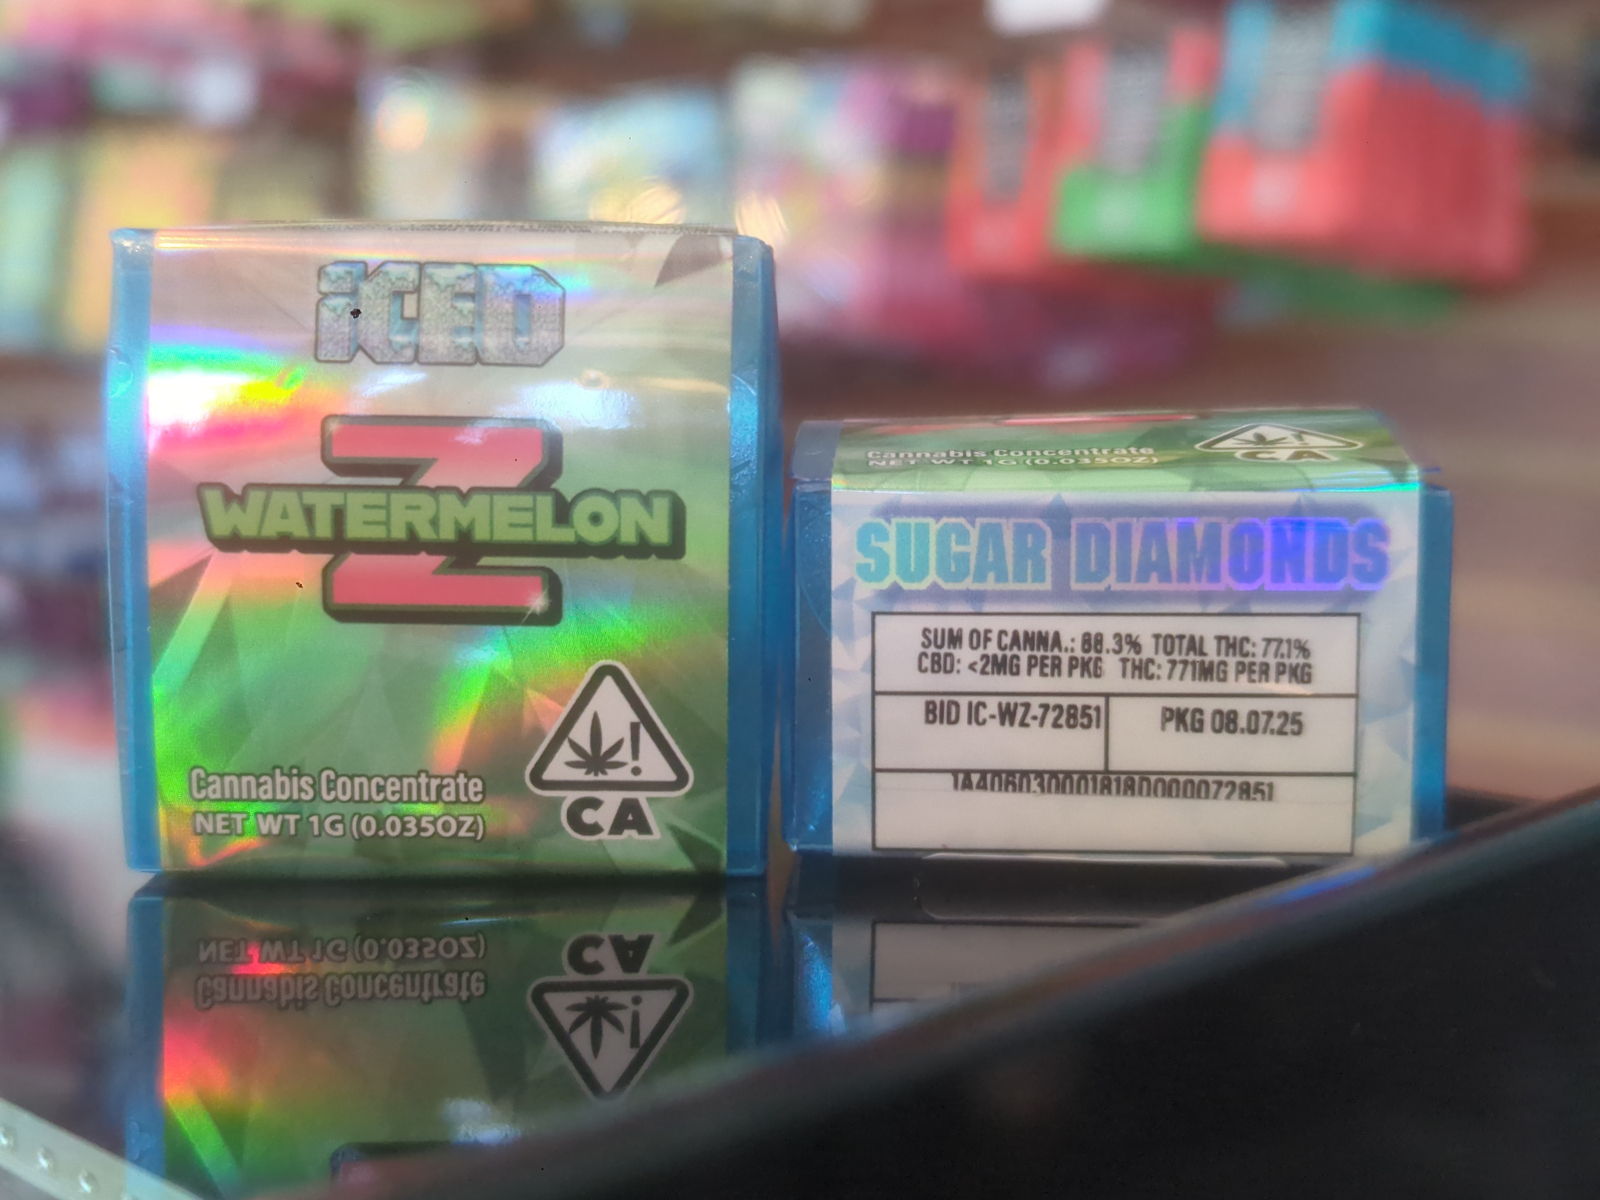 iCED
Z
WATERMELON
Cannabis Concentrate
NET WT 1G (0.035OZ)
CA
Cannabis Concentrate
NET WT 1G (0.035OZ)
CA
SUGAR DIAMONDS
SUM OF CANNA.: 88.3% TOTAL THC: 77.1%
CBD: <2MG PER PKG THC: 771MG PER PKG
BID IC-WZ-72851
PKG 08.07.25
1A4060300018180000072851